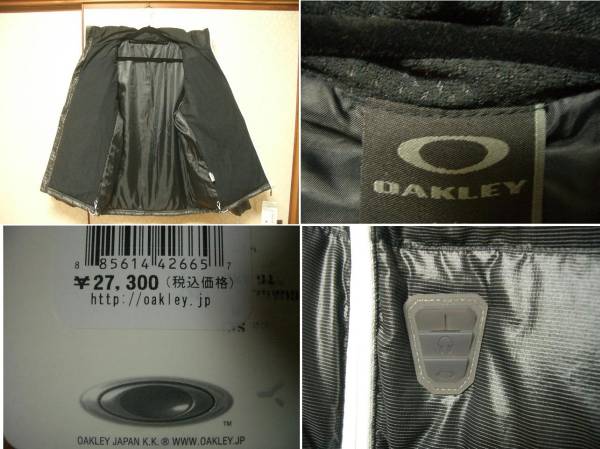 OAKLEY
8 85614 42665 7
¥27,300(税込価格)
http://oakley.jp
TM
OAKLEY JAPAN K.K. ® WWW.OAKLEY.JP